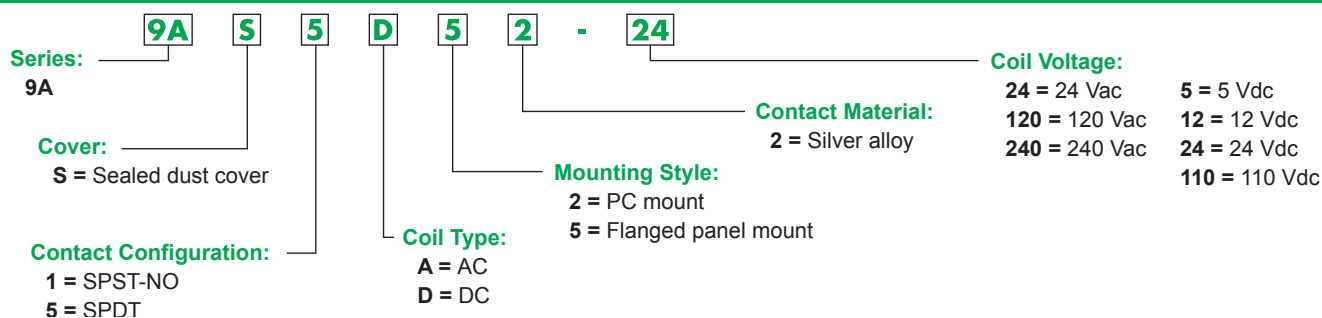 9A S 5 D 5 2 - 24
Series:
9A
Cover:
S = Sealed dust cover
Contact Configuration:
1 = SPST-NO
5 = SPDT
Coil Type:
A = AC
D = DC
Mounting Style:
2 = PC mount
5 = Flanged panel mount
Contact Material:
2 = Silver alloy
Coil Voltage:
24 = 24 Vac 5 = 5 Vdc
120 = 120 Vac 12 = 12 Vdc
240 = 240 Vac 24 = 24 Vdc
110 = 110 Vdc